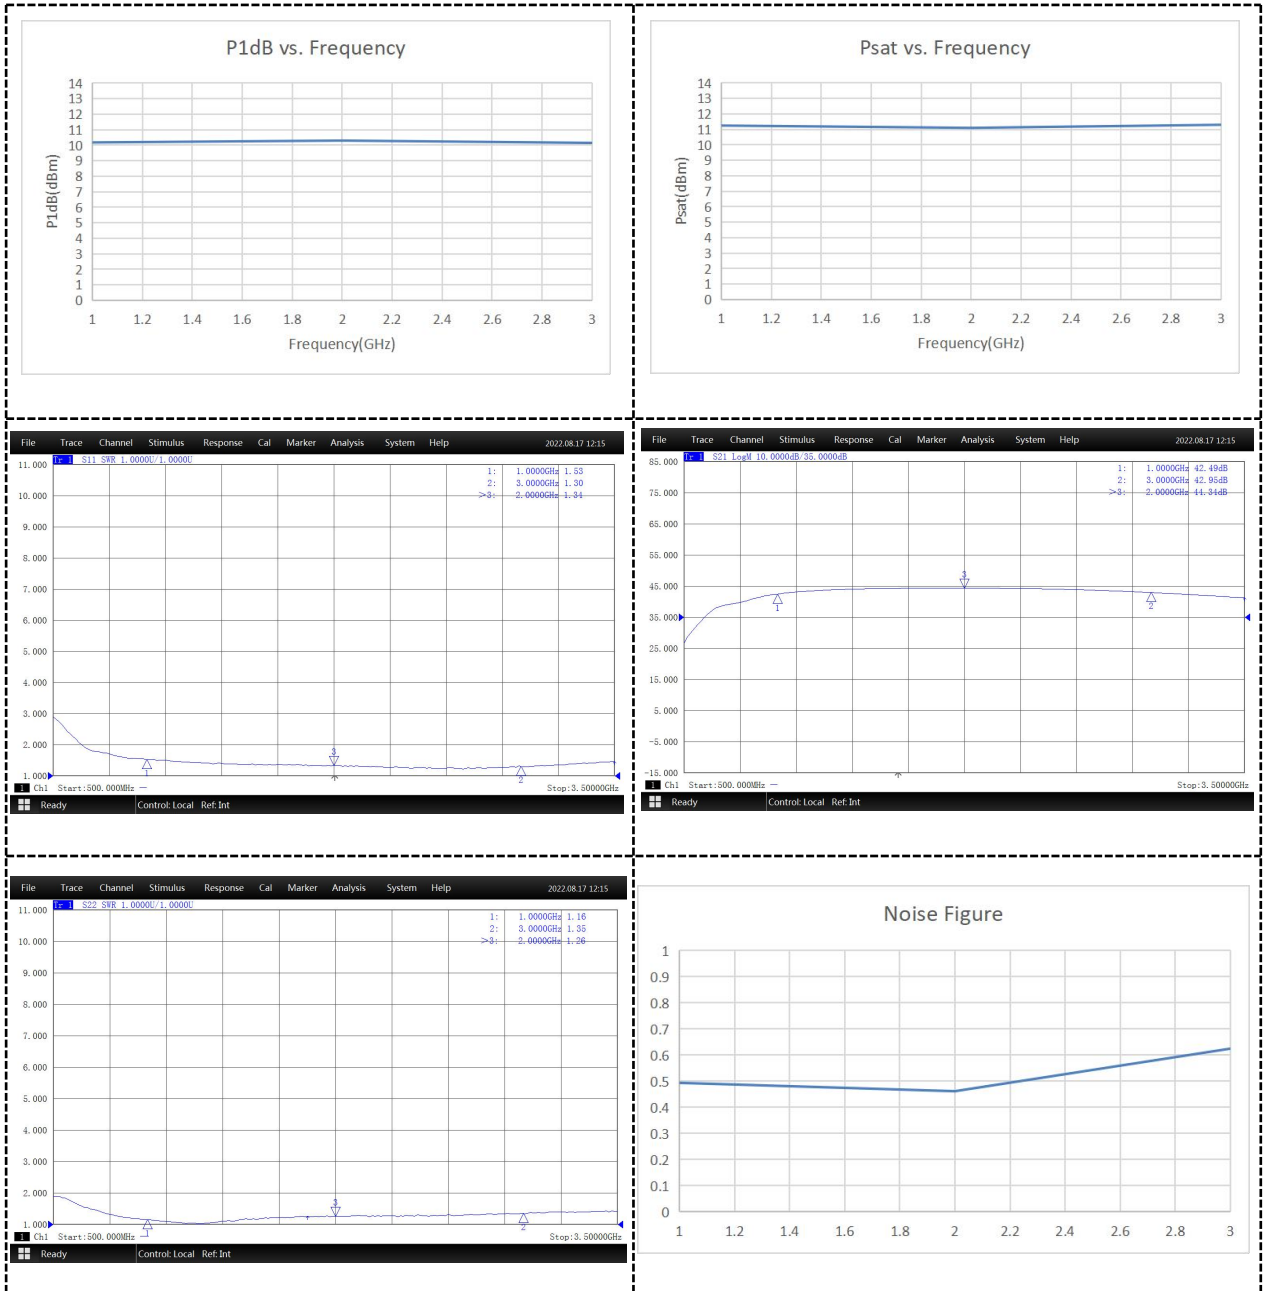 P1dB vs. Frequency
14
13
12
11
10
9
8
7
6
5
4
3
2
1
0
P1dB(dBm)
1 1.2 1.4 1.6 1.8 2 2.2 2.4 2.6 2.8 3
Frequency(GHz)
Psat vs. Frequency
14
13
12
11
10
9
8
7
6
5
4
3
2
1
0
Psat(dBm)
1 1.2 1.4 1.6 1.8 2 2.2 2.4 2.6 2.8 3
Frequency(GHz)
File Trace Channel Stimulus Response Cal Marker Analysis System Help 2022.08.17 12:15
Tr 1 S11 SWR 1.0000U/1.0000U
11.000
1: 1.0000GHz 1.53
2: 3.0000GHz 1.30
>3: 2.0000GHz 1.34
10.000
9.000
8.000
7.000
6.000
5.000
4.000
3.000
2.000
1.000
3
1
2
1 Ch1 Start:500.000MHz Stop:3.50000GHz
Ready Control: Local Ref: Int
File Trace Channel Stimulus Response Cal Marker Analysis System Help 2022.08.17 12:15
Tr 1 S21 LogM 10.0000dB/35.0000dB
85.000
1: 1.0000GHz 42.49dB
2: 3.0000GHz 42.95dB
>3: 2.0000GHz 44.34dB
75.000
65.000
55.000
45.000
35.000
25.000
15.000
5.000
-5.000
-15.000
3
1
2
1 Ch1 Start:500.000MHz Stop:3.50000GHz
Ready Control: Local Ref: Int
File Trace Channel Stimulus Response Cal Marker Analysis System Help 2022.08.17 12:15
Tr 1 S22 SWR 1.0000U/1.0000U
11.000
1: 1.0000GHz 1.16
2: 3.0000GHz 1.35
>3: 2.0000GHz 1.26
10.000
9.000
8.000
7.000
6.000
5.000
4.000
3.000
2.000
1.000
3
1
2
1 Ch1 Start:500.000MHz Stop:3.50000GHz
Ready Control: Local Ref: Int
Noise Figure
1
0.9
0.8
0.7
0.6
0.5
0.4
0.3
0.2
0.1
0
1 1.2 1.4 1.6 1.8 2 2.2 2.4 2.6 2.8 3